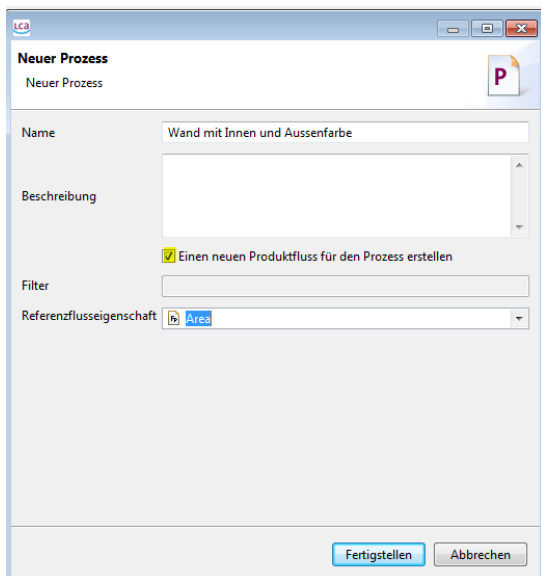 LCA
Neuer Prozess
Neuer Prozess
P
Name
Wand mit Innen und Aussenfarbe
Beschreibung
Einen neuen Produktfluss für den Prozess erstellen
Filter
Referenzflusseigenschaft
Fp Area
Fertigstellen
Abbrechen